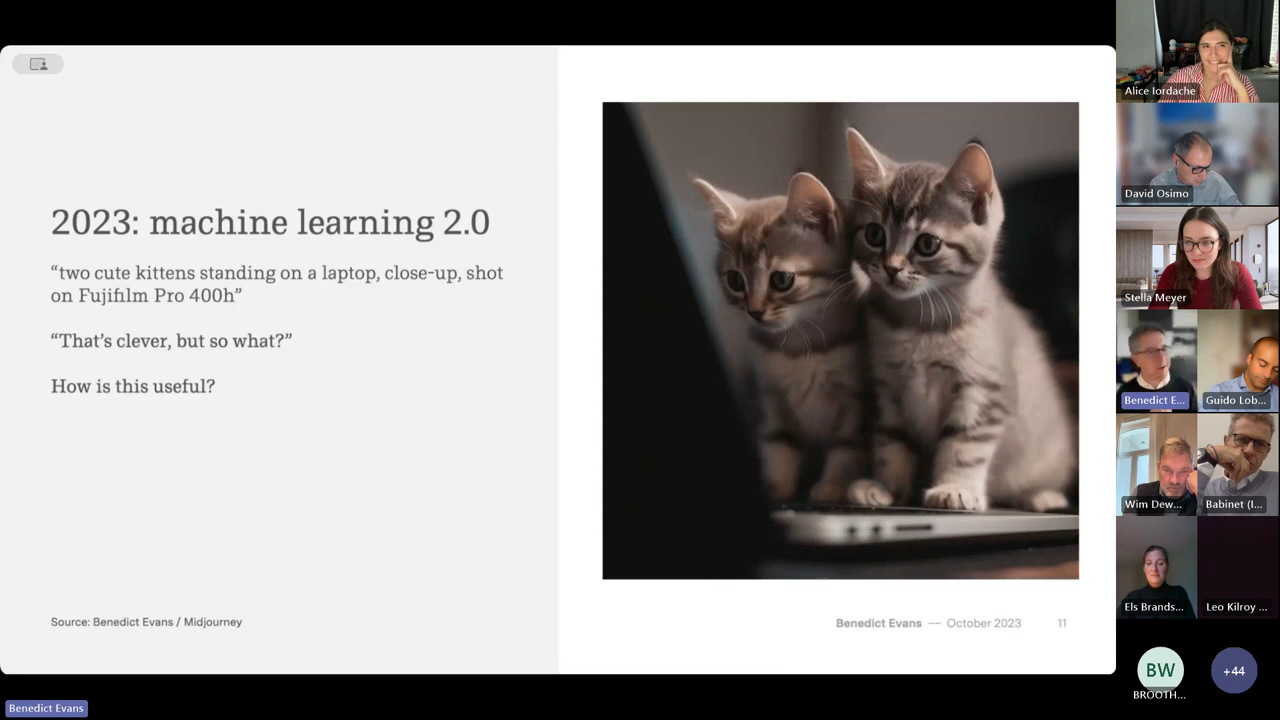 2023: machine learning 2.0
“two cute kittens standing on a laptop, close-up, shot
on Fujifilm Pro 400h”
“That’s clever, but so what?”
How is this useful?
Source: Benedict Evans / Midjourney
Benedict Evans — October 2023 11
Benedict Evans
Alice Iordache
David Osimo
Stella Meyer
Benedict E...
Guido Lob...
Wim Dew...
Babinet (I...
Els Brands...
Leo Kilroy ...
BW
BROOTH...
+44